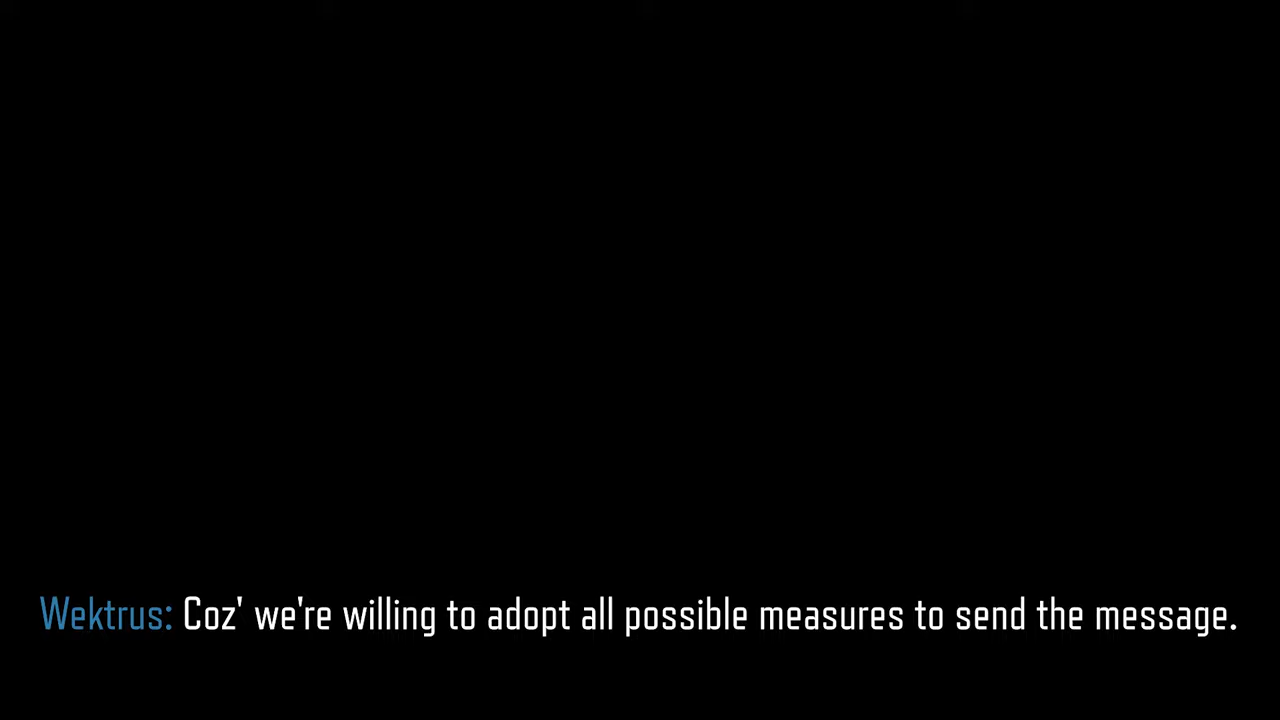 Wektrus: Coz' we're willing to adopt all possible measures to send the message.